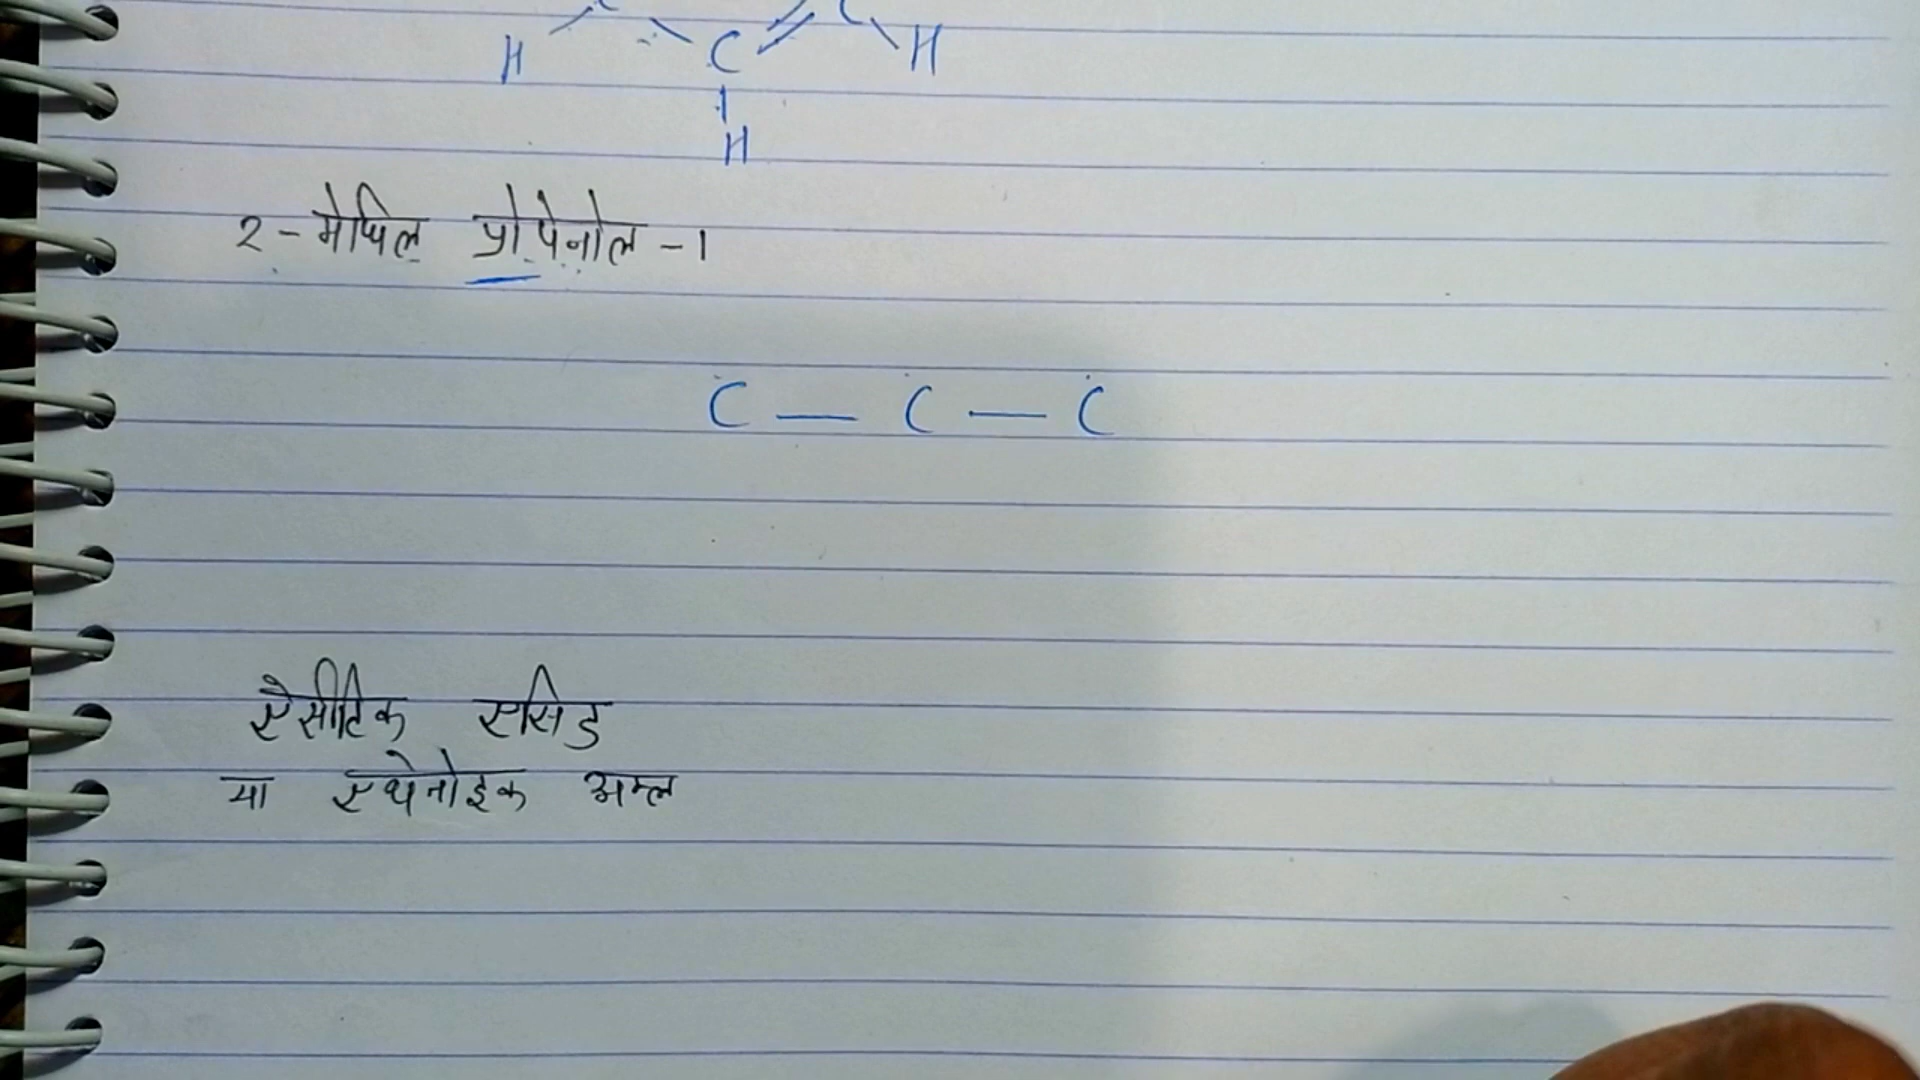 H C = C H
|
H
2-मेथिल प्रोपेनोल-1
C — C — C
ऐसीटिक एसिड
या एथेनोइक अम्ल